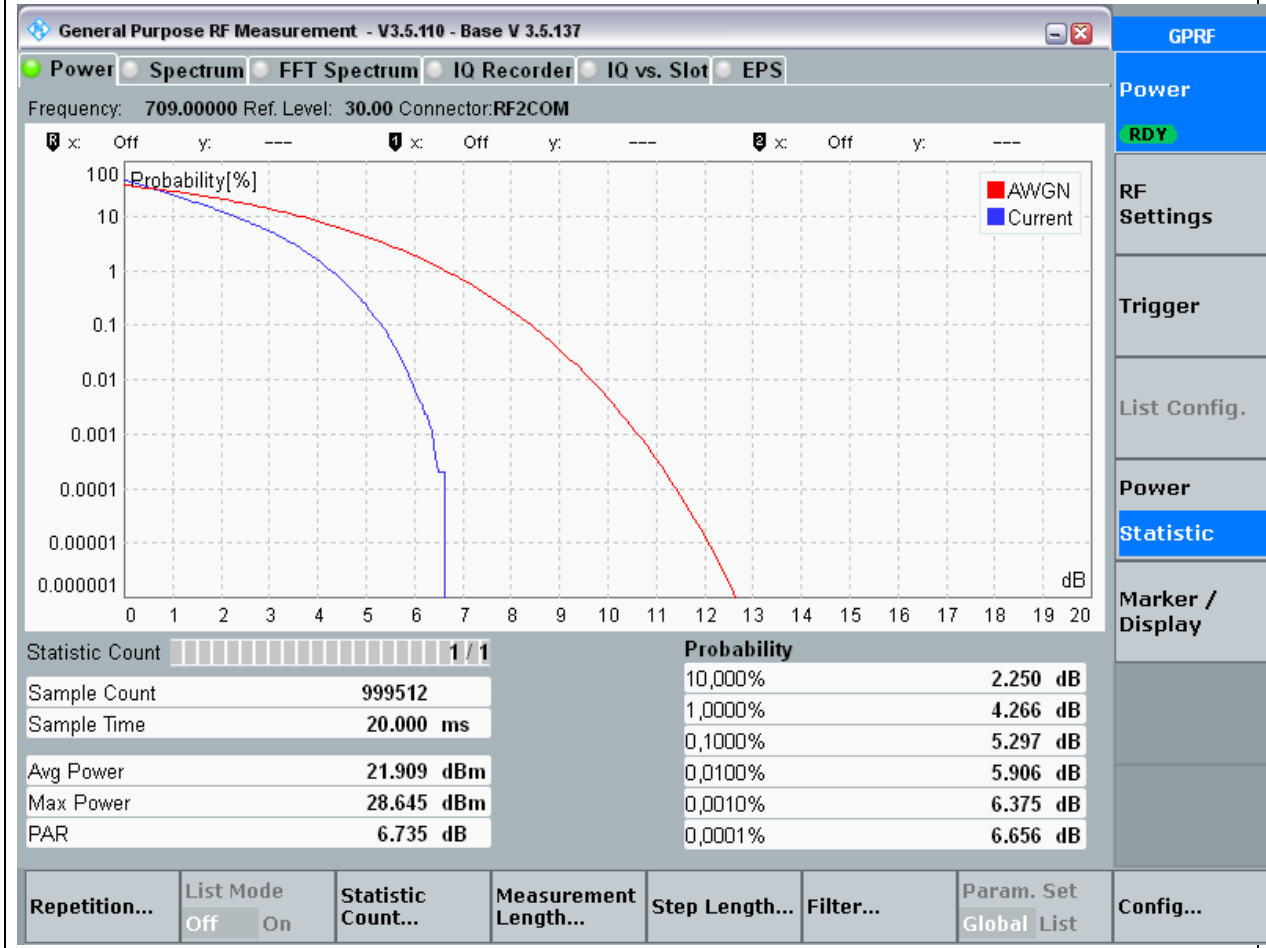 General Purpose RF Measurement - V3.5.110 - Base V 3.5.137
GPRF
Power Spectrum FFT Spectrum IQ Recorder IQ vs. Slot EPS
Frequency: 709.00000 Ref. Level: 30.00 Connector:RF2COM
R x: Off y: --- 1 x: Off y: --- 2 x: Off y: ---
Probability[%]
AWGN
Current
100
10
1
0.1
0.01
0.001
0.0001
0.00001
0.000001
dB
0 1 2 3 4 5 6 7 8 9 10 11 12 13 14 15 16 17 18 19 20
Statistic Count 1 / 1
Sample Count 999512
Sample Time 20.000 ms
Avg Power 21.909 dBm
Max Power 28.645 dBm
PAR 6.735 dB
Probability
10,000% 2.250 dB
1,0000% 4.266 dB
0,1000% 5.297 dB
0,0100% 5.906 dB
0,0010% 6.375 dB
0,0001% 6.656 dB
Power
RDY
RF
Settings
Trigger
List Config.
Power
Statistic
Marker /
Display
Repetition...
List Mode
Off On
Statistic
Count...
Measurement
Length...
Step Length...
Filter...
Param. Set
Global List
Config...